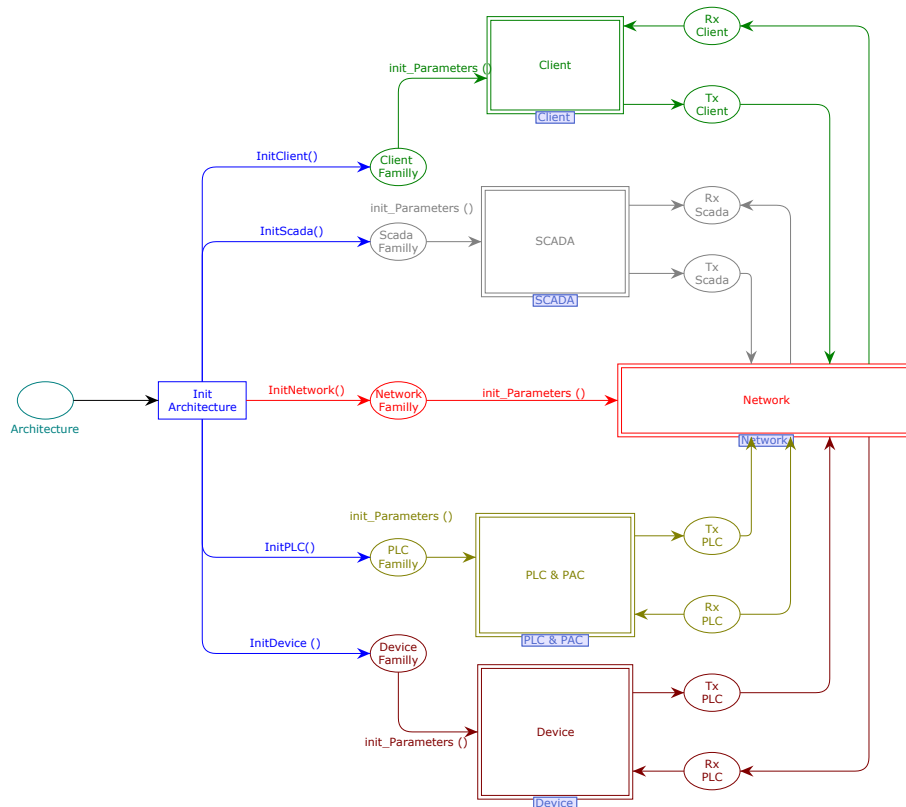 Rx
Client
Client
init_Parameters ()
Tx
Client
Client
InitClient()
Client
Familly
init_Parameters ()
Rx
Scada
InitScada()
Scada
Familly
SCADA
Tx
Scada
SCADA
Init
Architecture
InitNetwork()
Network
Familly
init_Parameters ()
Network
Architecture
Network
init_Parameters ()
Tx
PLC
InitPLC()
PLC
Familly
PLC & PAC
Rx
PLC
PLC & PAC
InitDevice ()
Device
Familly
Tx
PLC
Device
init_Parameters ()
Rx
PLC
Device